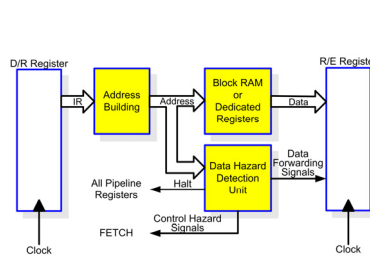 D/R Register
R/E Registe
IR
Address
Building
Address
Block RAM
or
Dedicated
Registers
Data
Data Hazard
Detection
Unit
Data
Forwarding
Signals
All Pipeline
Registers
Halt
Control Hazard
Signals
FETCH
Clock
Clock